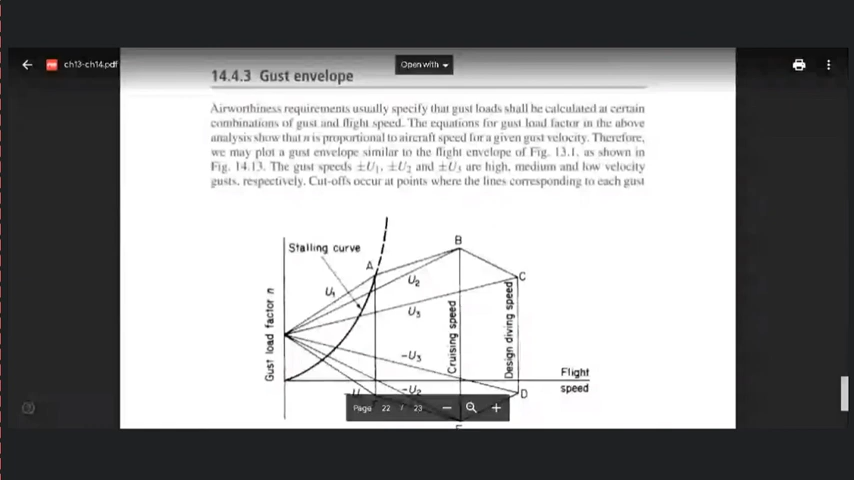 ch13-ch14.pdf
Open with
14.4.3 Gust envelope
Airworthiness requirements usually specify that gust loads shall be calculated at certain
combinations of gust and flight speed. The equations for gust load factor in the above
analysis show that n is proportional to aircraft speed for a given gust velocity. Therefore,
we may plot a gust envelope similar to the flight envelope of Fig. 13.1, as shown in
Fig. 14.13. The gust speeds ±U₁, ±U₂ and ±U₃ are high, medium and low velocity
gusts, respectively. Cut-offs occur at points where the lines corresponding to each gust
Stalling curve
A
B
C
U₁
U₂
U₃
Gust load factor n
Cruising speed
Design diving speed
-U₃
Flight
speed
-U₂
D
Page 22 / 23